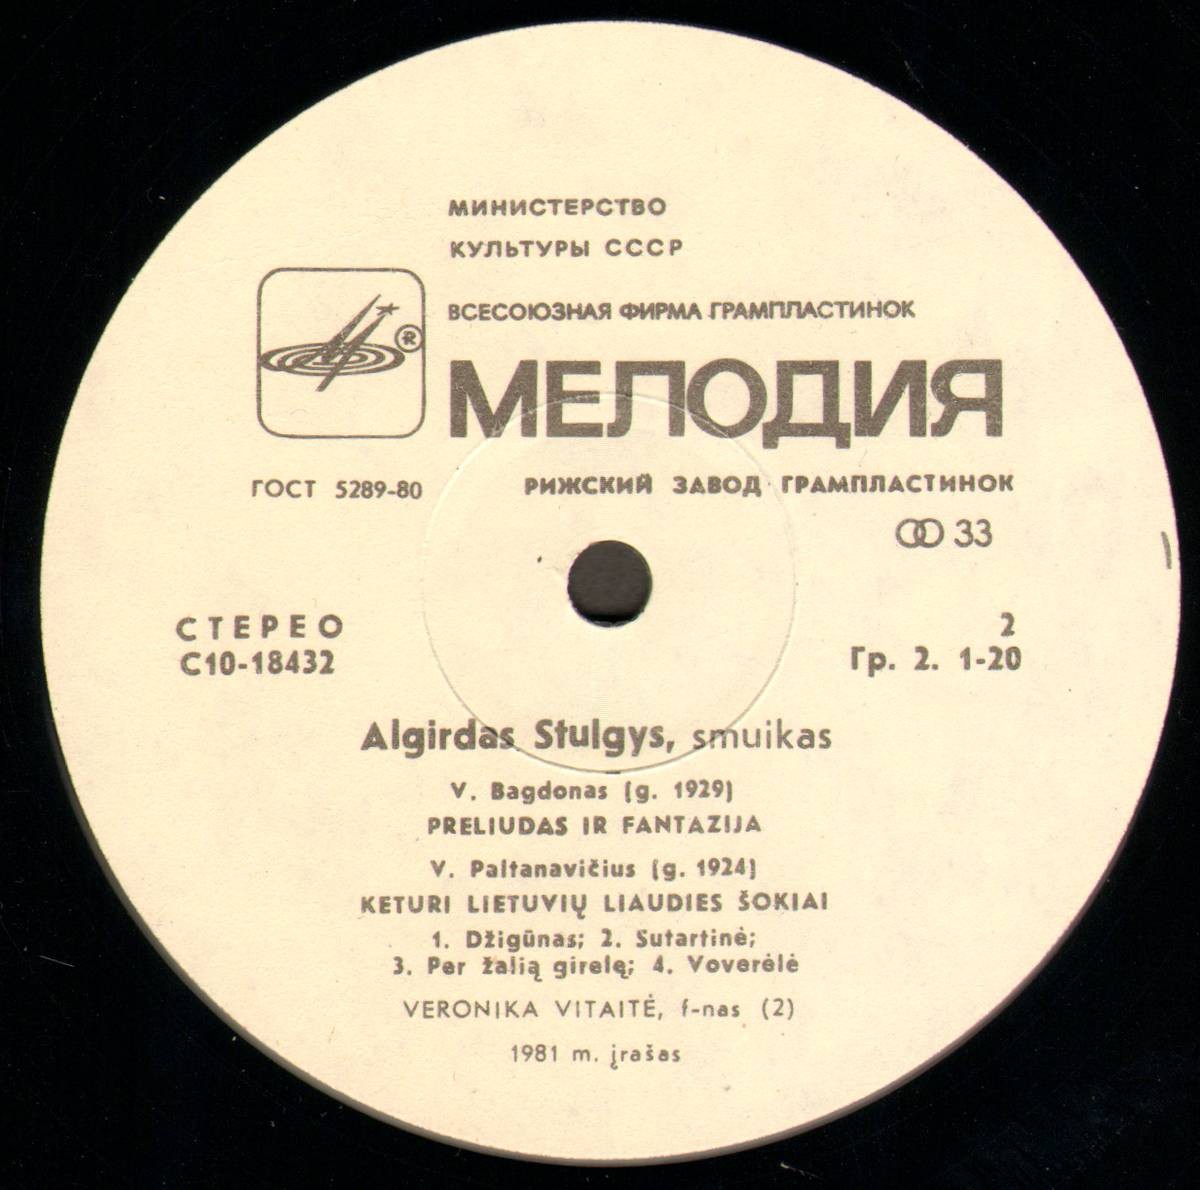 МИНИСТЕРСТВО
КУЛЬТУРЫ СССР
ВСЕСОЮЗНАЯ ФИРМА ГРАМПЛАСТИНОК
®
МЕЛОДИЯ
ГОСТ 5289-80
РИЖСКИЙ ЗАВОД ГРАМПЛАСТИНОК
33
СТЕРЕО
2
С10-18432
Гр. 2. 1-20
Algirdas Stulgys, smuikas
V. Bagdonas (g. 1929)
PRELIUDAS IR FANTAZIJA
V. Paltanavičius (g. 1924)
KETURI LIETUVIŲ LIAUDIES ŠOKIAI
1. Džigūnas; 2. Sutartinė;
3. Per žalią girelę; 4. Voverėlė
VERONIKA VITAITĖ, f-nas (2)
1981 m. įrašas